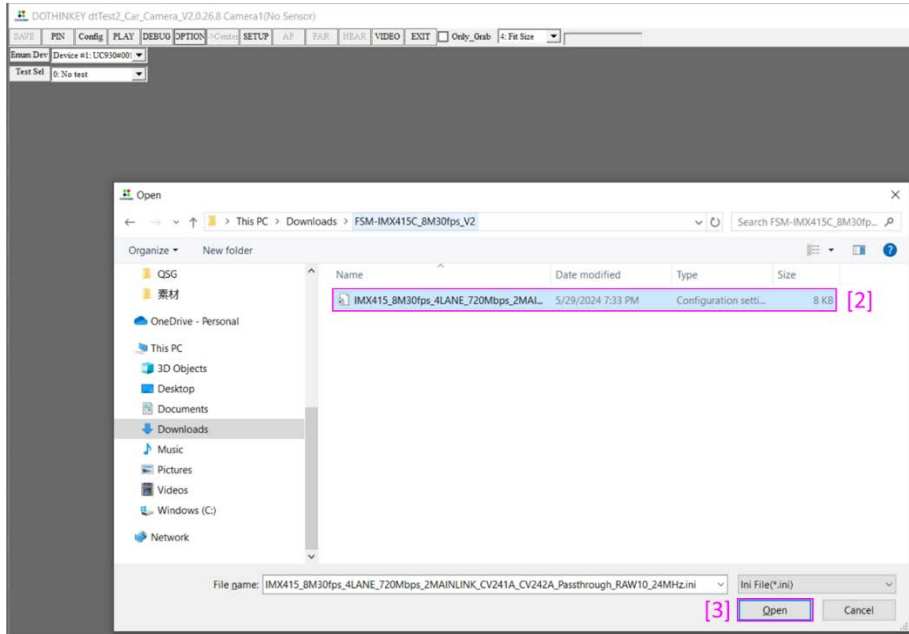 DOTHINKEY dtTest2_Car_Camera_V2.0.26.8 Camera1(No Sensor)
SAVE PIN Config PLAY DEBUG OPTION ->Center SETUP AF FAR NEAR VIDEO EXIT Only_Grab 4: Fit Size
Enum Dev Device #1: UC930#00
Test Sel 0: No test
Open
This PC > Downloads > FSM-IMX415C_8M30fps_V2
Search FSM-IMX415C_8M30fp...
Organize New folder
QSG
素材
OneDrive - Personal
This PC
3D Objects
Desktop
Documents
Downloads
Music
Pictures
Videos
Windows (C:)
Network
Name Date modified Type Size
IMX415_8M30fps_4LANE_720Mbps_2MAI... 5/29/2024 7:33 PM Configuration setti... 8 KB [2]
File name: IMX415_8M30fps_4LANE_720Mbps_2MAINLINK_CV241A_CV242A_Passthrough_RAW10_24MHz.ini Ini File(*.ini)
[3] Open Cancel